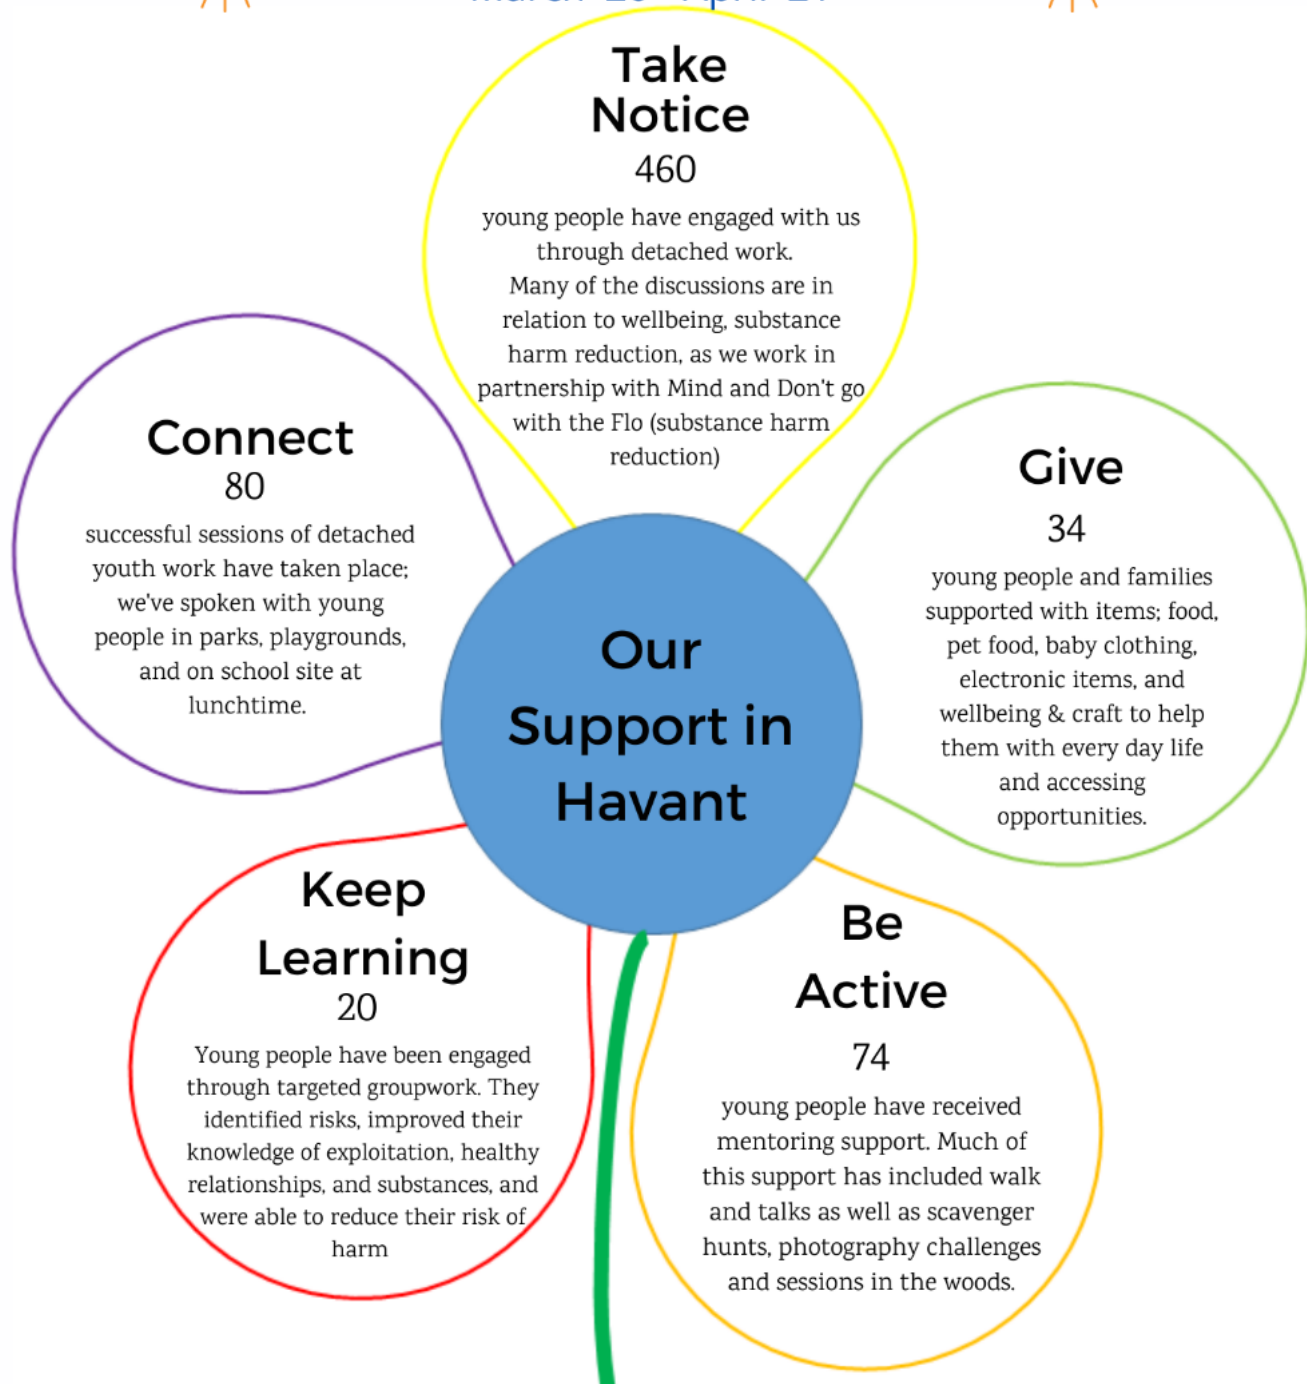 Take
Notice
460
young people have engaged with us
through detached work.
Many of the discussions are in
relation to wellbeing, substance
harm reduction, as we work in
partnership with Mind and Don't go
with the Flo (substance harm
reduction)
Connect
80
successful sessions of detached
youth work have taken place;
we've spoken with young
people in parks, playgrounds,
and on school site at
lunchtime.
Give
34
young people and families
supported with items; food,
pet food, baby clothing,
electronic items, and
wellbeing & craft to help
them with every day life
and accessing
opportunities.
Our
Support in
Havant
Keep
Learning
20
Young people have been engaged
through targeted groupwork. They
identified risks, improved their
knowledge of exploitation, healthy
relationships, and substances, and
were able to reduce their risk of
harm
Be
Active
74
young people have received
mentoring support. Much of
this support has included walk
and talks as well as scavenger
hunts, photography challenges
and sessions in the woods.